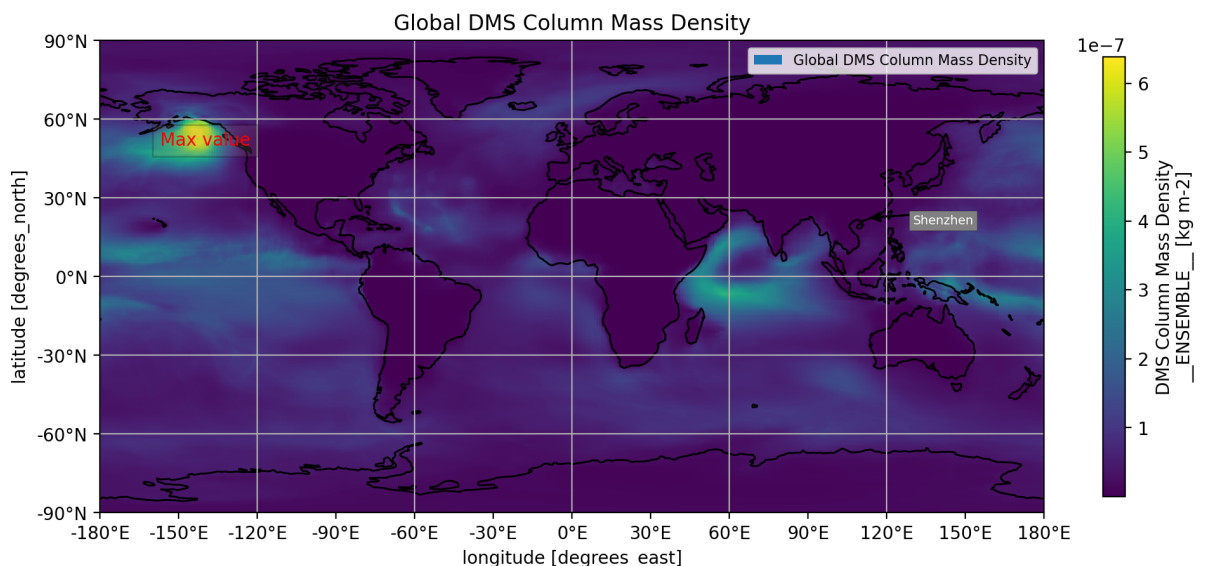 Global DMS Column Mass Density
90°N
60°N
30°N
0°N
-30°N
-60°N
-90°N
latitude [degrees_north]
Max value
Global DMS Column Mass Density
Shenzhen
-180°E -150°E -120°E -90°E -60°E -30°E 0°E 30°E 60°E 90°E 120°E 150°E 180°E
longitude [degrees_east]
1e−7
6
5
4
3
2
1
DMS Column Mass Density
__ENSEMBLE__ [kg m-2]